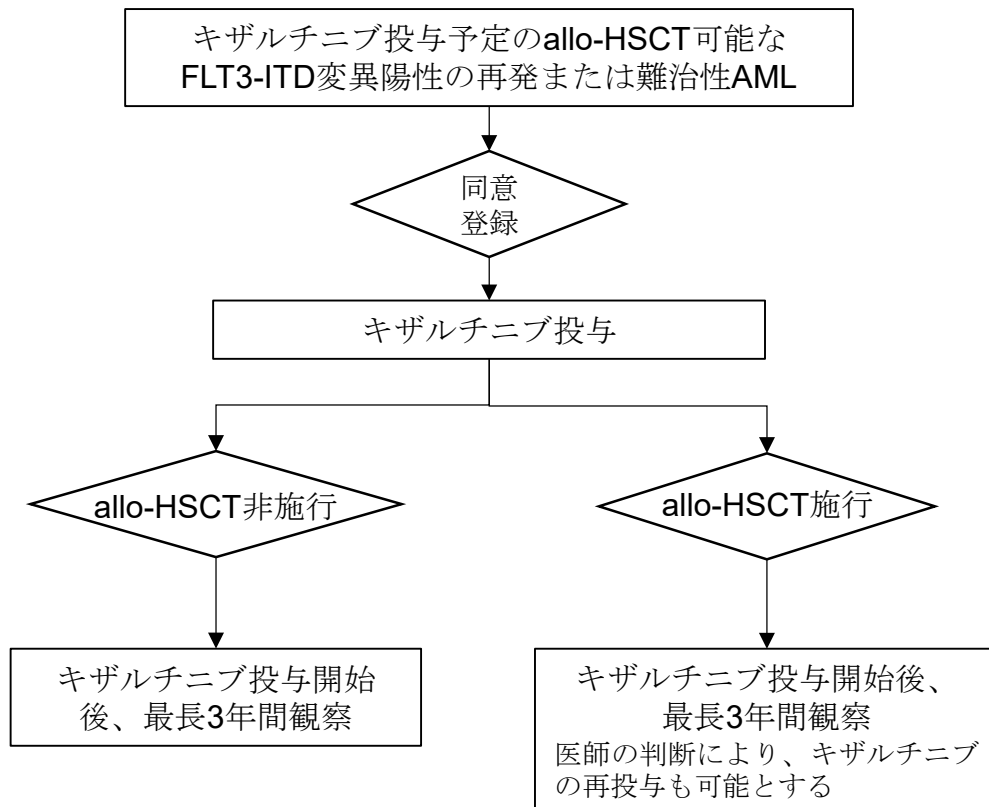 キザルチニブ投与予定のallo-HSCT可能な
FLT3-ITD変異陽性の再発または難治性AML
同意
登録
キザルチニブ投与
allo-HSCT非施行
allo-HSCT施行
キザルチニブ投与開始
後、最長3年間観察
キザルチニブ投与開始後、
最長3年間観察
医師の判断により、キザルチニブ
の再投与も可能とする